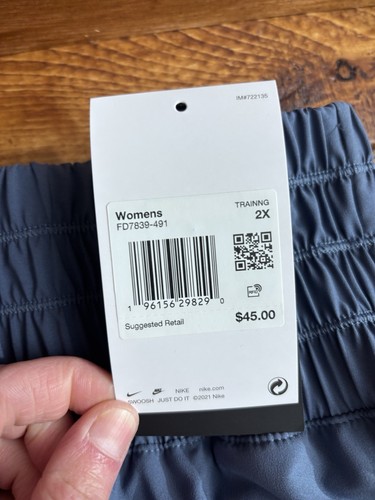 IM#722135
Womens
FD7839-491
TRAINNG
2X
1 96156 29829 0
Suggested Retail
$45.00
NIKE nike.com
SWOOSH JUST DO IT ©2021 Nike